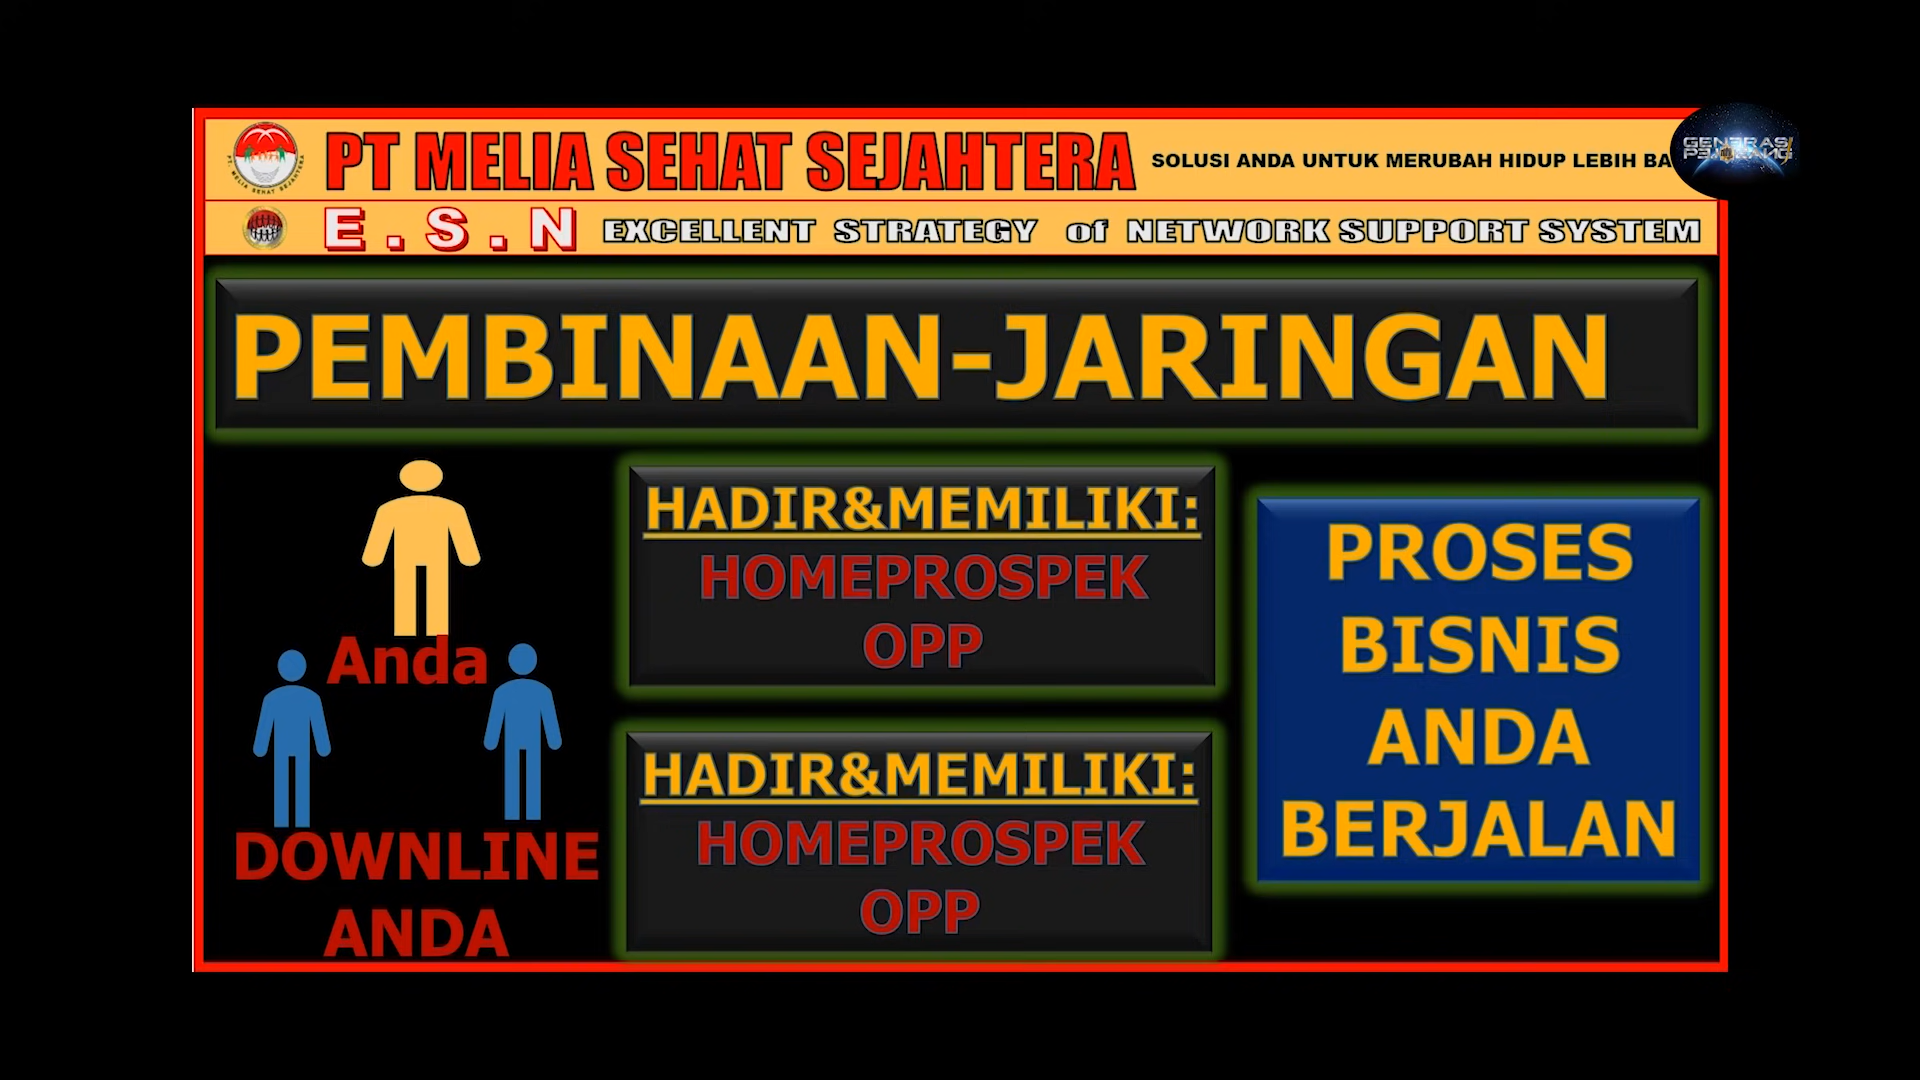 PT MELIA SEHAT SEJAHTERA
SOLUSI ANDA UNTUK MERUBAH HIDUP LEBIH
E.S.N EXCELLENT STRATEGY of NETWORK SUPPORT SYSTEM
PEMBINAAN-JARINGAN
Anda
DOWNLINE
ANDA
HADIR&MEMILIKI:
HOMEPROSPEK
OPP
HADIR&MEMILIKI:
HOMEPROSPEK
OPP
PROSES
BISNIS
ANDA
BERJALAN
GENERASI